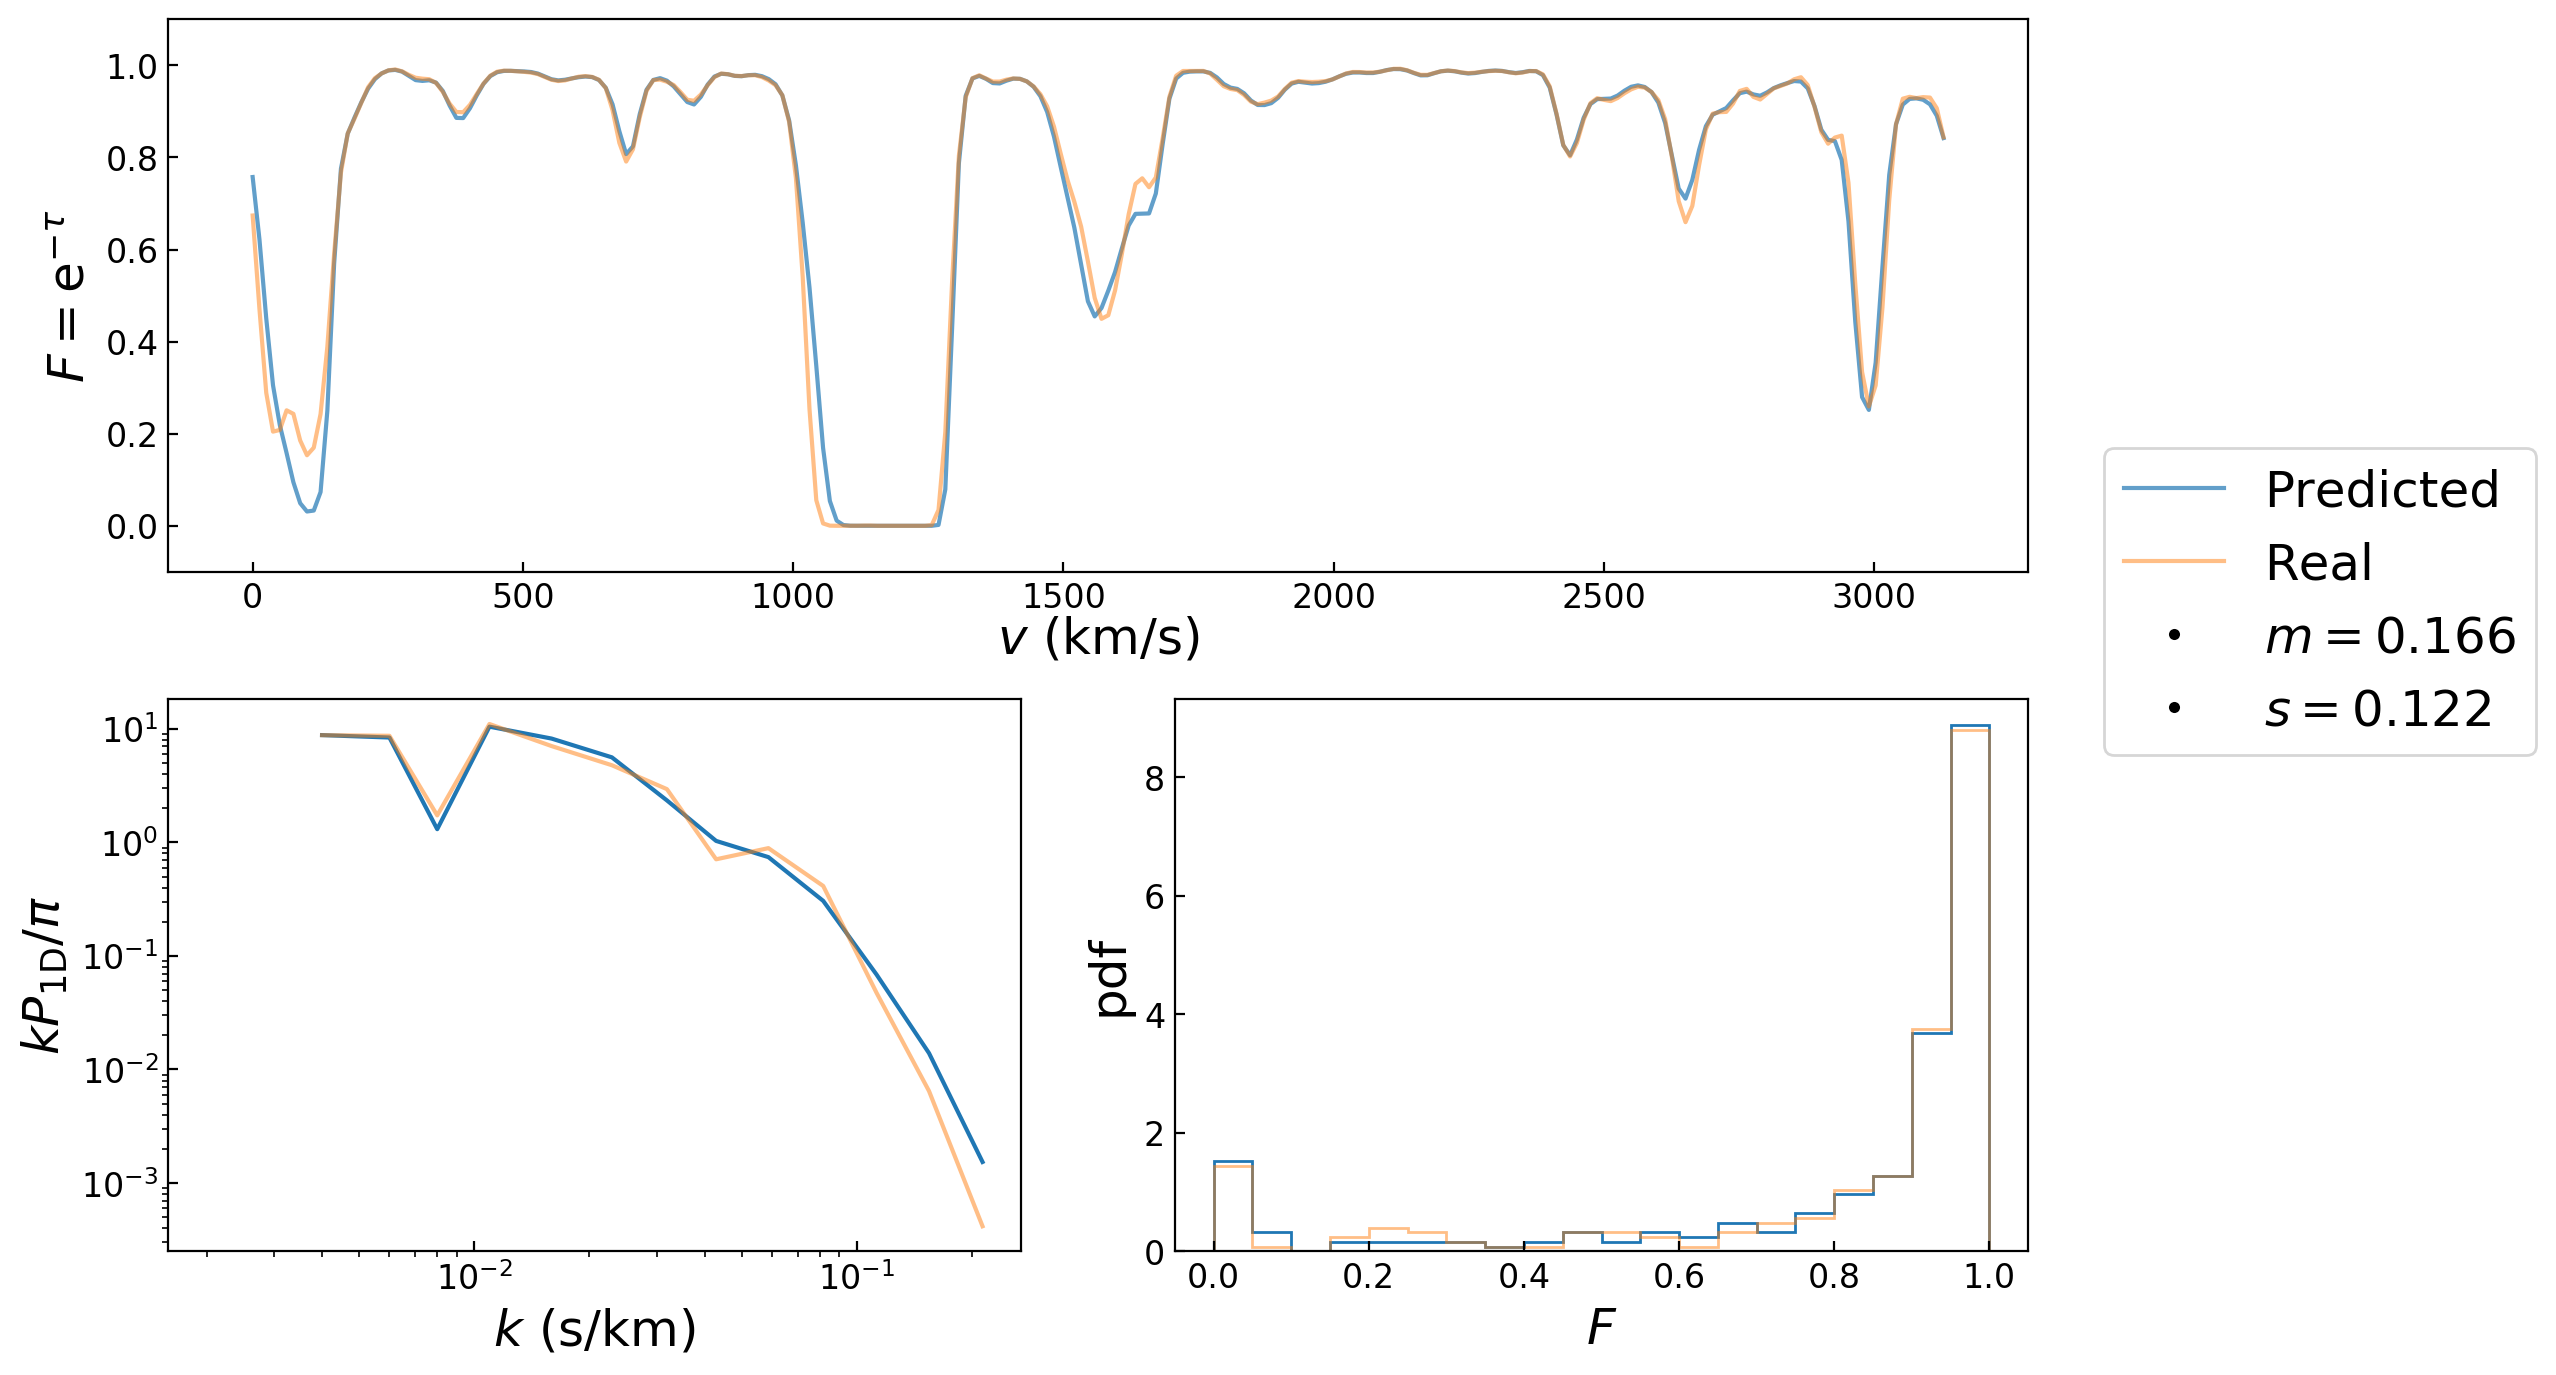 1.0
0.8
0.6
0.4
0.2
0.0
F = e^{−τ}
0 500 1000 1500 2000 2500 3000
v (km/s)
Predicted
Real
m = 0.166
s = 0.122
10^1
10^0
10^{−1}
10^{−2}
10^{−3}
kP_{1D}/π
10^{−2} 10^{−1}
k (s/km)
8
6
4
2
0
pdf
0.0 0.2 0.4 0.6 0.8 1.0
F